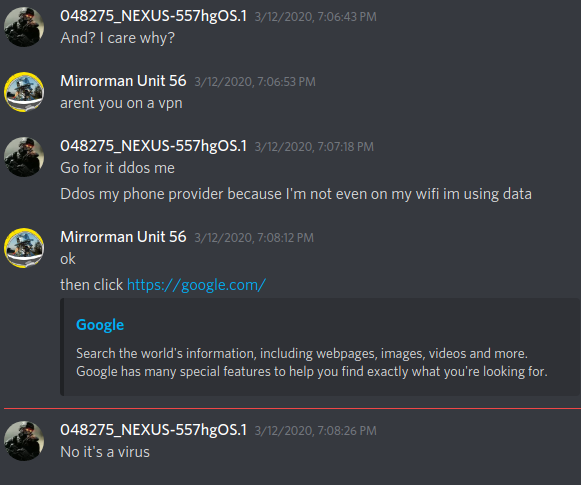 048275_NEXUS-557hgOS.1 3/12/2020, 7:06:43 PM
And? I care why?
Mirrorman Unit 56 3/12/2020, 7:06:53 PM
arent you on a vpn
048275_NEXUS-557hgOS.1 3/12/2020, 7:07:18 PM
Go for it ddos me
Ddos my phone provider because I'm not even on my wifi im using data
Mirrorman Unit 56 3/12/2020, 7:08:12 PM
ok
then click https://google.com/
Google
Search the world's information, including webpages, images, videos and more.
Google has many special features to help you find exactly what you're looking for.
048275_NEXUS-557hgOS.1 3/12/2020, 7:08:26 PM
No it's a virus